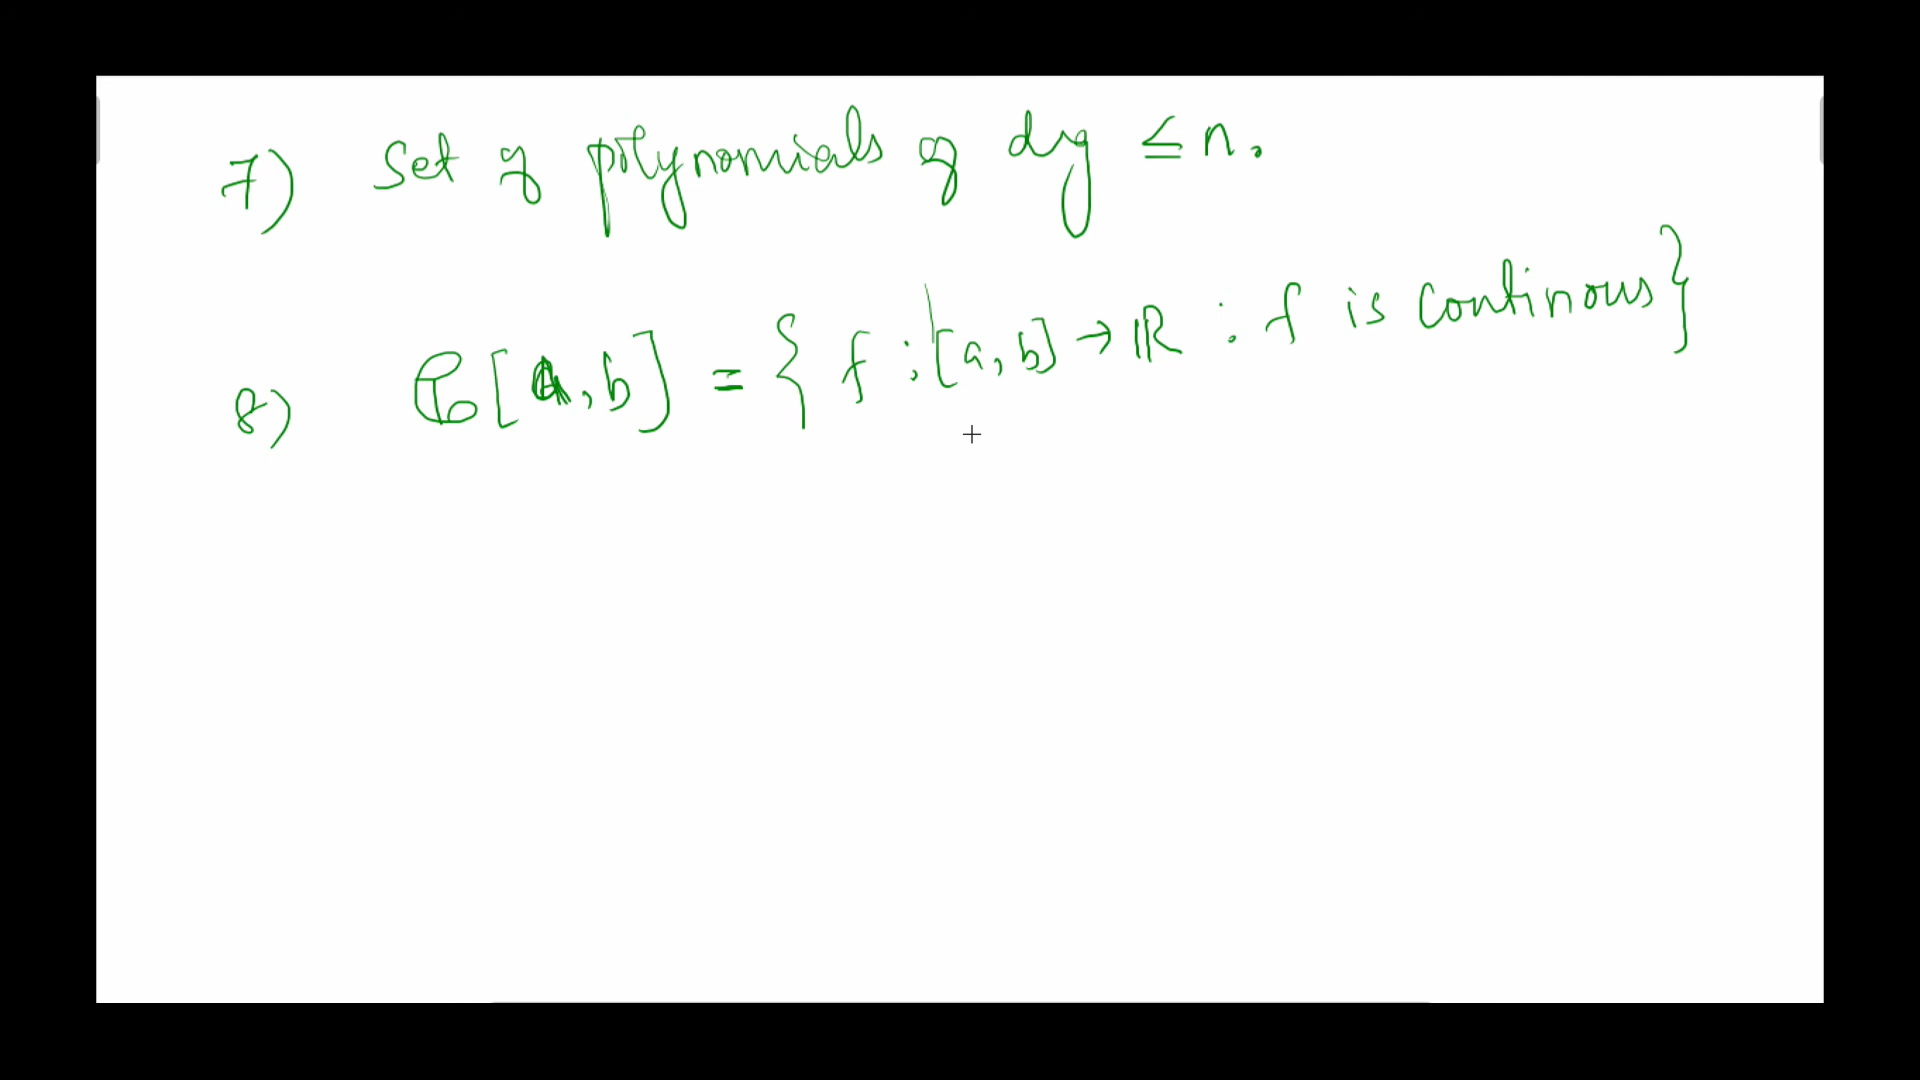 7) Set of polynomials of deg ≤ n.
8) C[a, b] = { f : [a, b] → ℝ : f is continous }